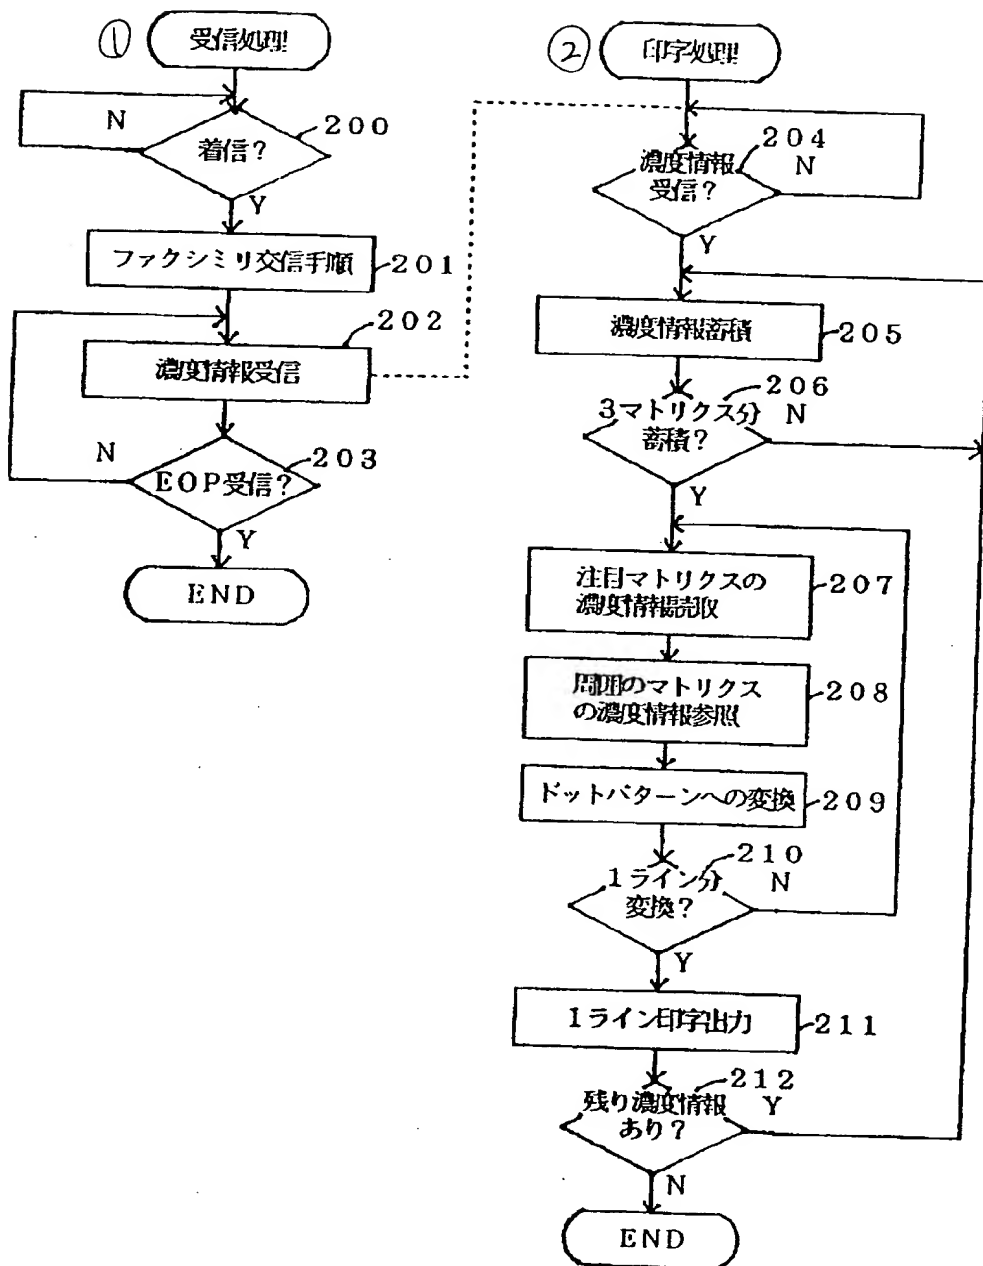 ① 受信処理
N
200
着信?
Y
ファクシミリ交信手順
201
202
濃度情報受信
N
203
EOP受信?
Y
END
② 印字処理
204
濃度情報
受信?
N
Y
濃度情報蓄積
205
206
3マトリクス分
蓄積?
N
Y
注目マトリクスの
濃度情報読取
207
周囲のマトリクス
の濃度情報参照
208
ドットパターンへの変換
209
210
1ライン分
変換?
N
Y
1ライン印字出力
211
212
残り濃度情報
あり?
Y
N
END